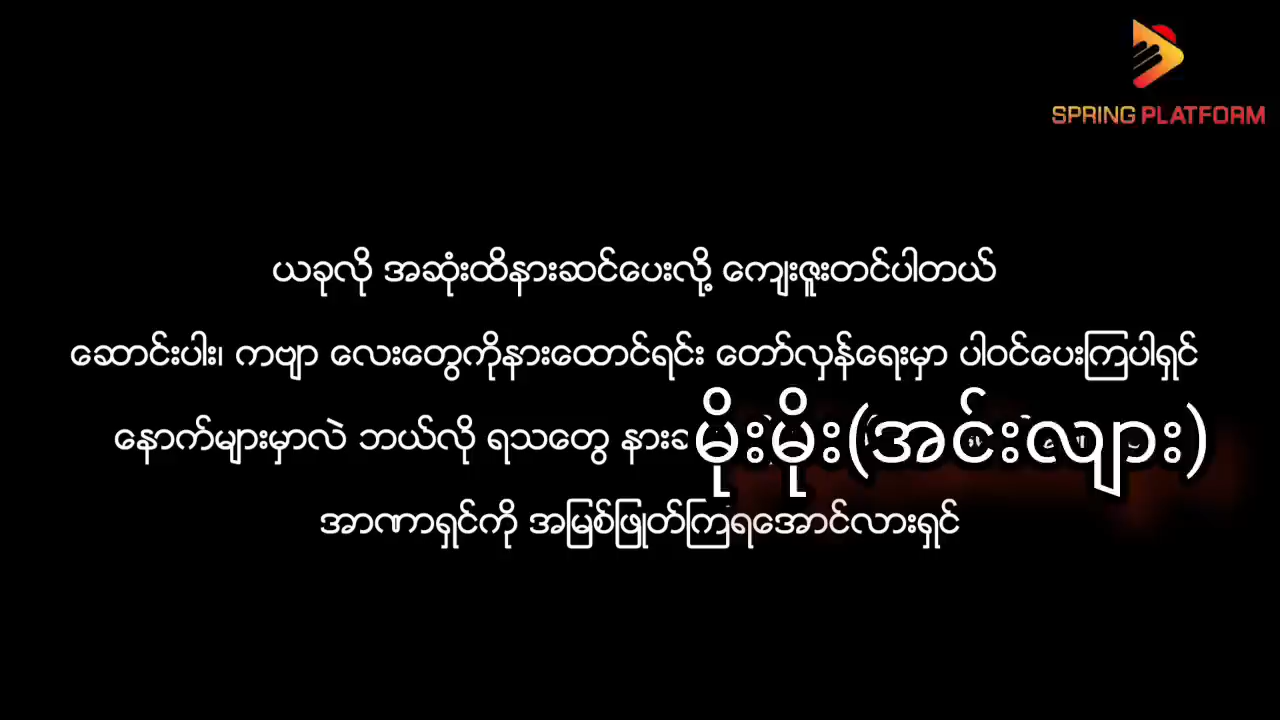 SPRING PLATFORM
ယခုလို အဆုံးထိနားဆင်ပေးလို့ ကျေးဇူးတင်ပါတယ်
ဆောင်းပါး၊ ကဗျာ လေးတွေကိုနားထောင်ရင်း တော်လှန်ရေးမှာ ပါဝင်ပေးကြပါရှင်
နောက်များမှာလဲ ဘယ်လို ရသတွေ
မိုးမိုး(အင်းလျား)
အာဏာရှင်ကို အမြစ်ဖြုတ်ကြရအောင်လားရှင်